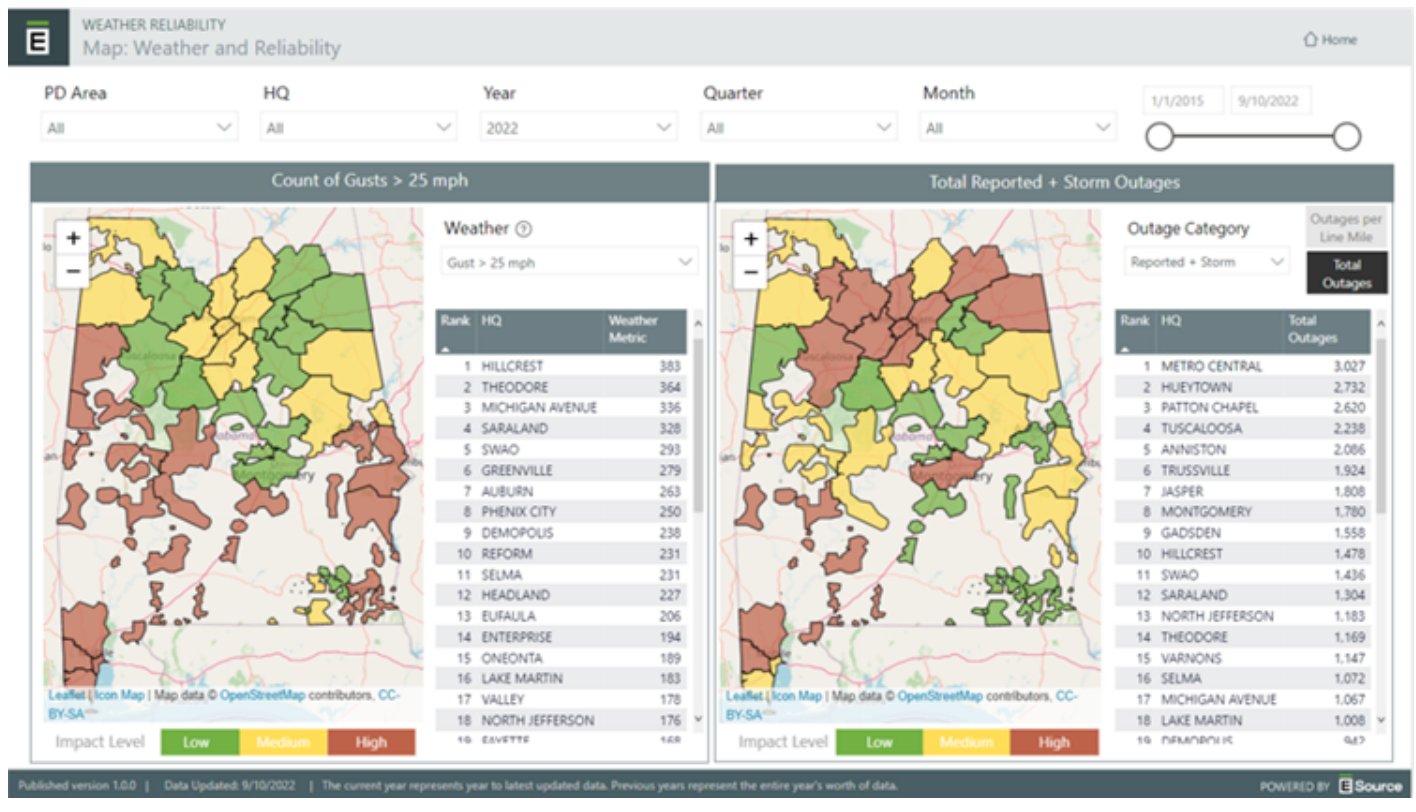 E
WEATHER RELIABILITY
Map: Weather and Reliability
Home
PD Area
HQ
Year
Quarter
Month
1/1/2015
9/10/2022
All
All
2022
All
All
Count of Gusts > 25 mph
Total Reported + Storm Outages
+
−
Weather ?
Gust > 25 mph
Rank HQ Weather Metric
1 HILLCREST 383
2 THEODORE 364
3 MICHIGAN AVENUE 336
4 SARALAND 328
5 SWAO 293
6 GREENVILLE 279
7 AUBURN 263
8 PHENIX CITY 250
9 DEMOPOLIS 238
10 REFORM 231
11 SELMA 231
12 HEADLAND 227
13 EUFAULA 206
14 ENTERPRISE 194
15 ONEONTA 189
16 LAKE MARTIN 183
17 VALLEY 178
18 NORTH JEFFERSON 176
19 FAYETTE 168
Tuscaloosa
Montgomery
Leaflet | Icon Map | Map data © OpenStreetMap contributors, CC-
BY-SA
Impact Level Low Medium High
+
−
Outage Category
Reported + Storm
Outages per
Line Mile
Total
Outages
Rank HQ Total Outages
1 METRO CENTRAL 3,027
2 HUEYTOWN 2,732
3 PATTON CHAPEL 2,620
4 TUSCALOOSA 2,238
5 ANNISTON 2,086
6 TRUSSVILLE 1,924
7 JASPER 1,808
8 MONTGOMERY 1,780
9 GADSDEN 1,558
10 HILLCREST 1,478
11 SWAO 1,436
12 SARALAND 1,304
13 NORTH JEFFERSON 1,183
14 THEODORE 1,169
15 VARNONS 1,147
16 SELMA 1,072
17 MICHIGAN AVENUE 1,067
18 LAKE MARTIN 1,008
19 DEMOPOLIS 942
Tuscaloosa
Montgomery
Leaflet | Icon Map | Map data © OpenStreetMap contributors, CC-
BY-SA
Impact Level Low Medium High
Published version 1.0.0 | Data Updated: 9/10/2022 | The current year represents year to latest updated data. Previous years represent the entire year's worth of data.
POWERED BY E Source